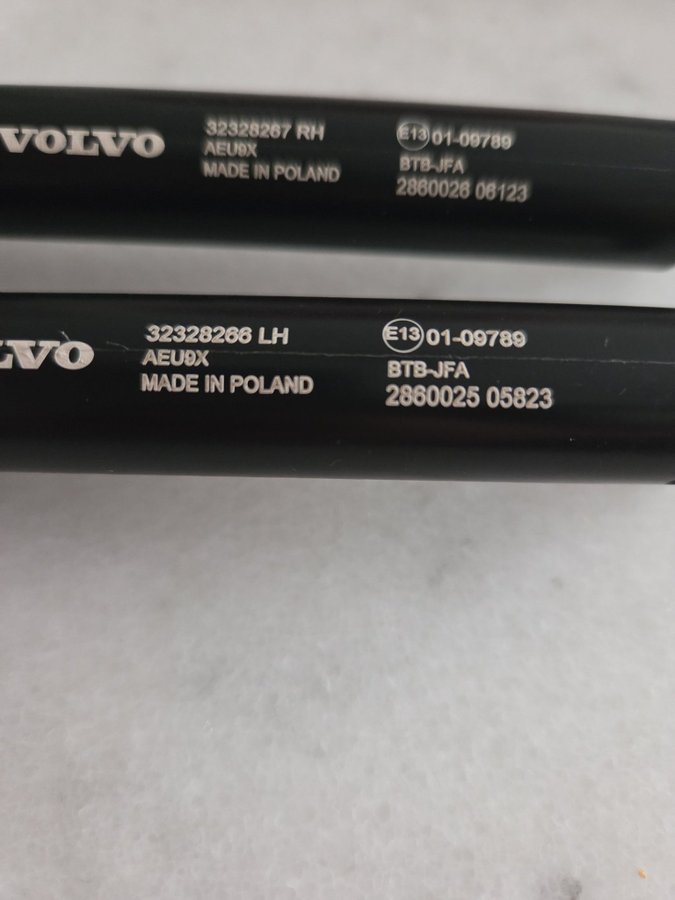 VOLVO
32328267 RH
AEU9X
MADE IN POLAND
E13 01-09789
BTB-JFA
2860026 06123
LVO
32328266 LH
AEU9X
MADE IN POLAND
E13 01-09789
BTB-JFA
2860025 05823